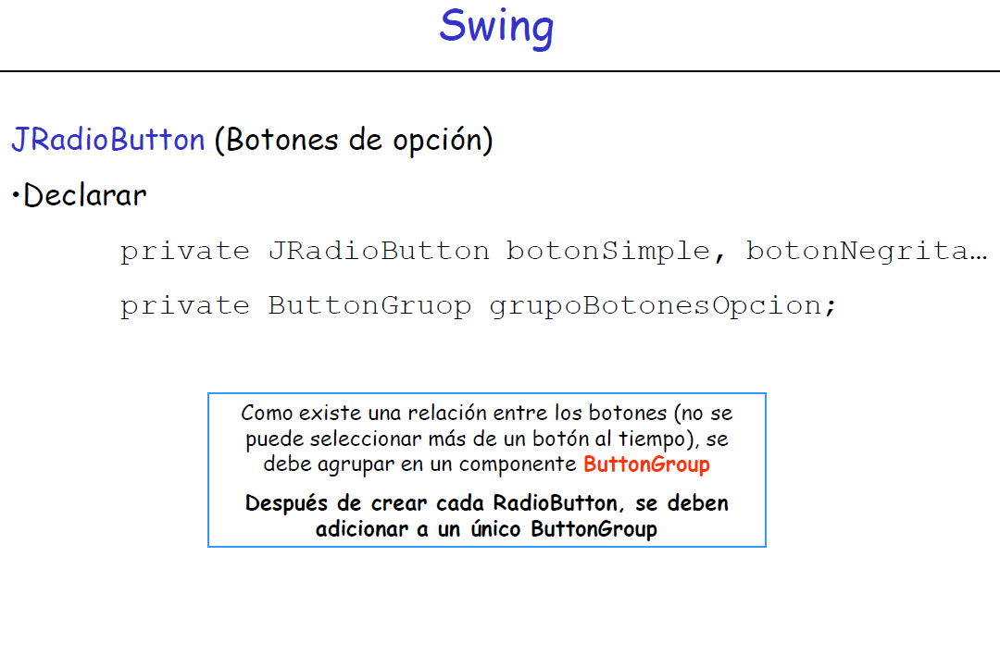 Swing
JRadioButton (Botones de opción)
•Declarar
private JRadioButton botonSimple, botonNegrita…
private ButtonGruop grupoBotonesOpcion;
Como existe una relación entre los botones (no se
puede seleccionar más de un botón al tiempo), se
debe agrupar en un componente ButtonGroup
Después de crear cada RadioButton, se deben
adicionar a un único ButtonGroup